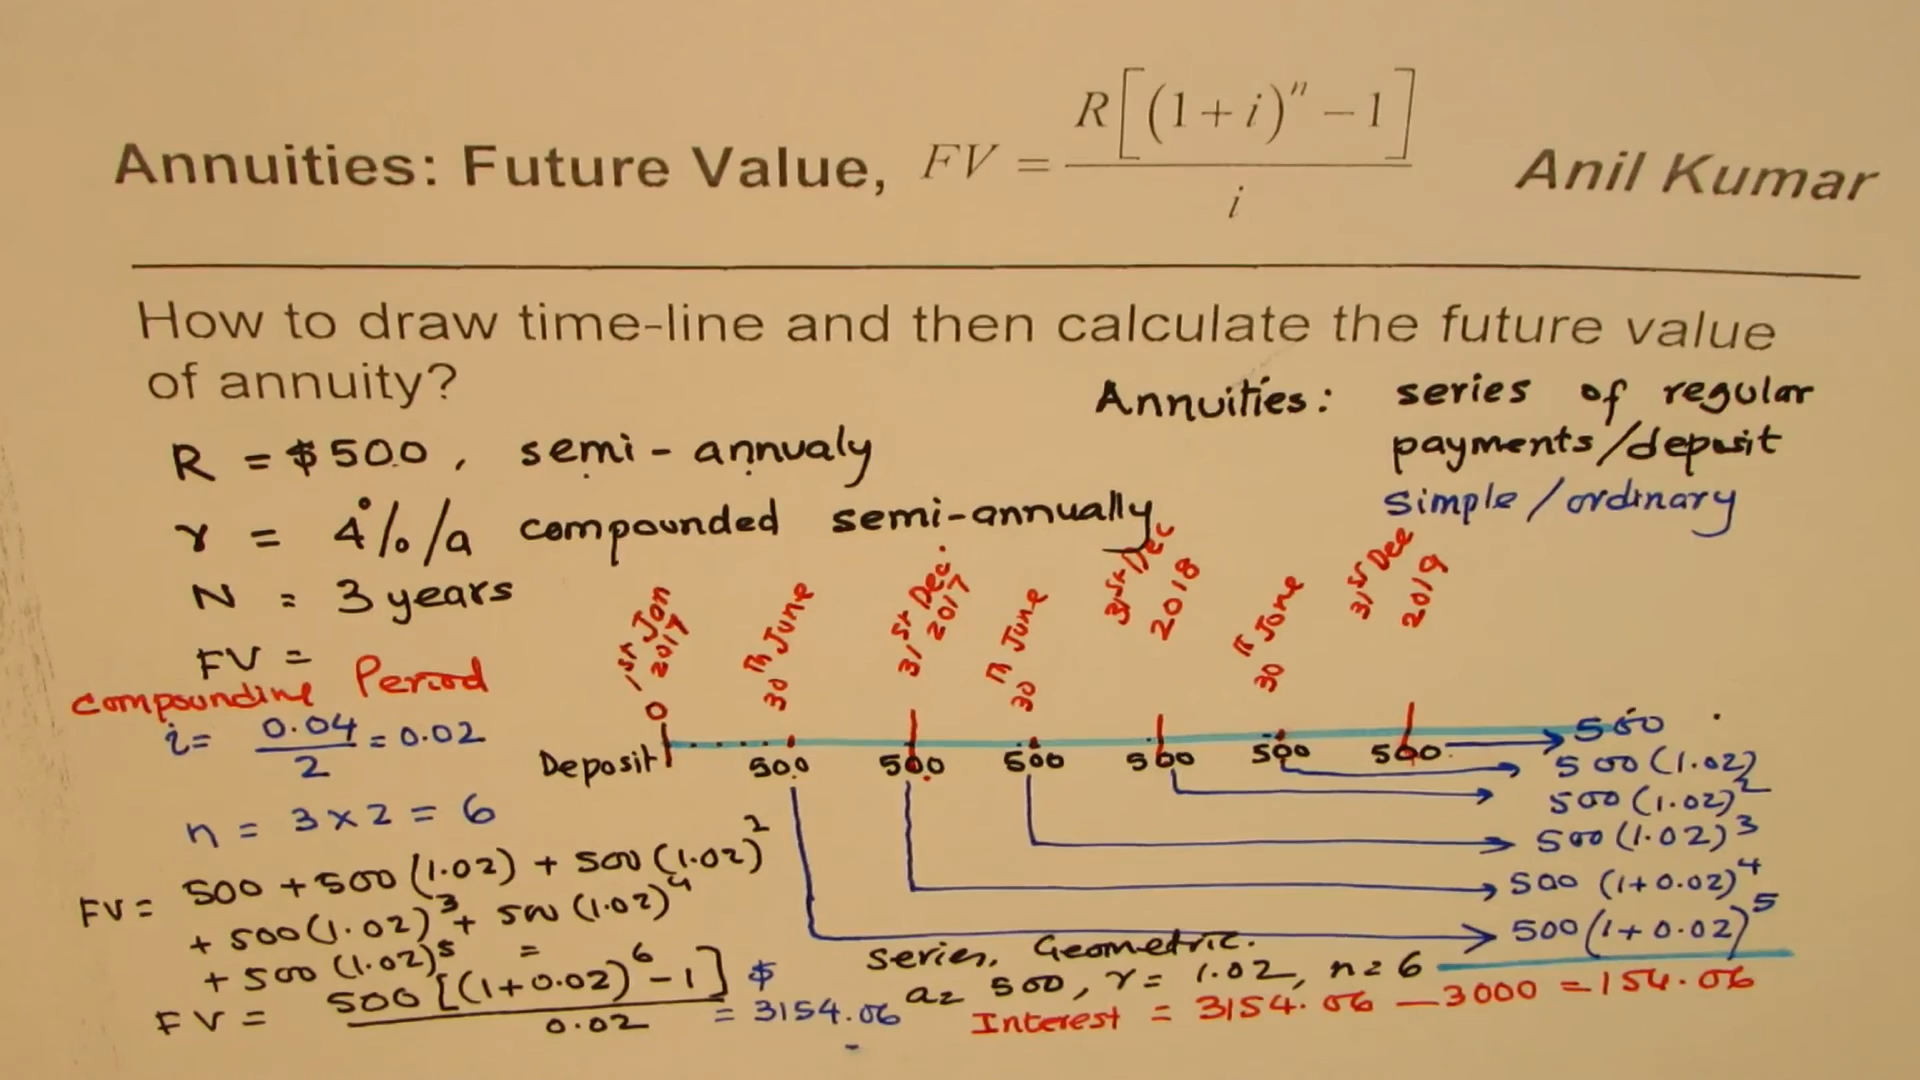 Annuities: Future Value, FV = R[(1+i)^n −1] / i
Anil Kumar
How to draw time-line and then calculate the future value
of annuity?
Annuities: series of regular
payments/deposit
simple/ordinary
R = $500, semi-annualy
r = 4%/a compounded semi-annually
N = 3 years
FV =
Compounding Period
i = 0.04 / 2 = 0.02
n = 3 x 2 = 6
1st Jan 2017
30th June
31st Dec. 2017
30th June
31st Dec 2018
30th June
31st Dec 2019
0
Deposit 500 500 500 500 500 500
500
500(1.02)
500(1.02)^2
500(1.02)^3
500(1+0.02)^4
500(1+0.02)^5
FV = 500 + 500(1.02) + 500(1.02)^2
+ 500(1.02)^3 + 500(1.02)^4
+ 500(1.02)^5 =
FV = 500[(1+0.02)^6 −1] / 0.02 = $3154.06
series, Geometric.
a = 500, r = 1.02, n = 6
Interest = 3154.06 — 3000 = 154.06